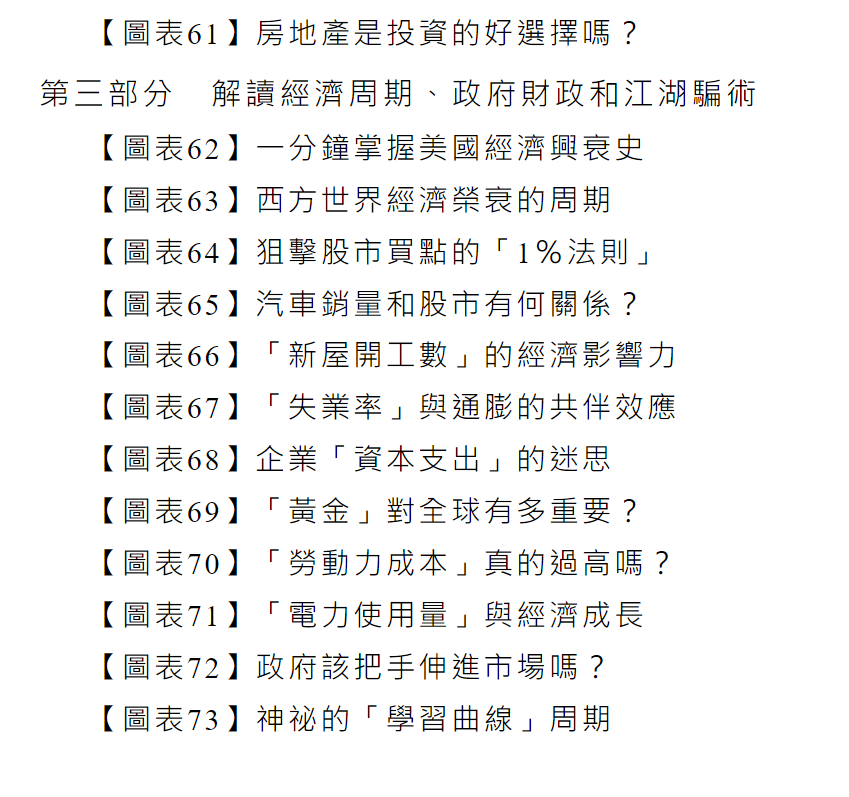 【圖表61】房地產是投資的好選擇嗎？
第三部分　解讀經濟周期、政府財政和江湖騙術
【圖表62】一分鐘掌握美國經濟興衰史
【圖表63】西方世界經濟榮衰的周期
【圖表64】狙擊股市買點的「1％法則」
【圖表65】汽車銷量和股市有何關係？
【圖表66】「新屋開工數」的經濟影響力
【圖表67】「失業率」與通膨的共伴效應
【圖表68】企業「資本支出」的迷思
【圖表69】「黃金」對全球有多重要？
【圖表70】「勞動力成本」真的過高嗎？
【圖表71】「電力使用量」與經濟成長
【圖表72】政府該把手伸進市場嗎？
【圖表73】神祕的「學習曲線」周期